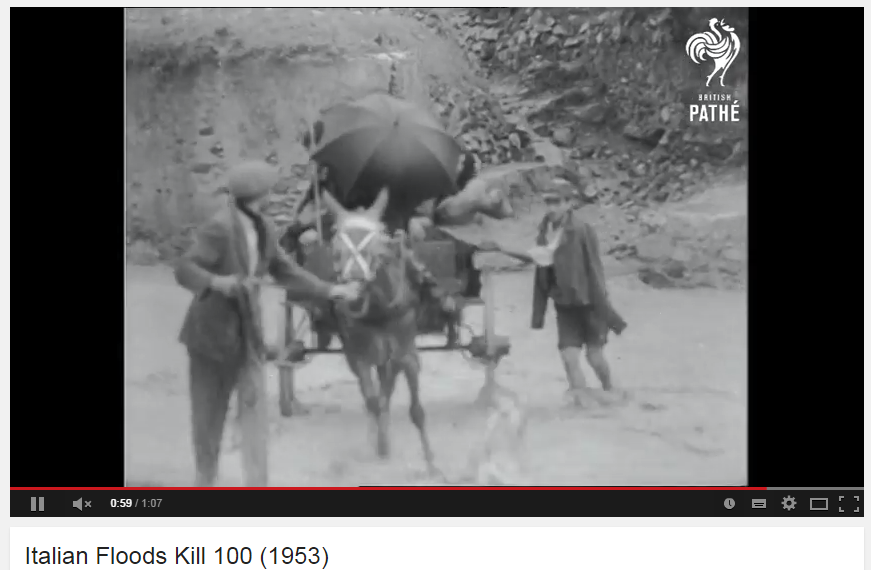 BRITISH
PATHÉ
0:59 / 1:07
Italian Floods Kill 100 (1953)